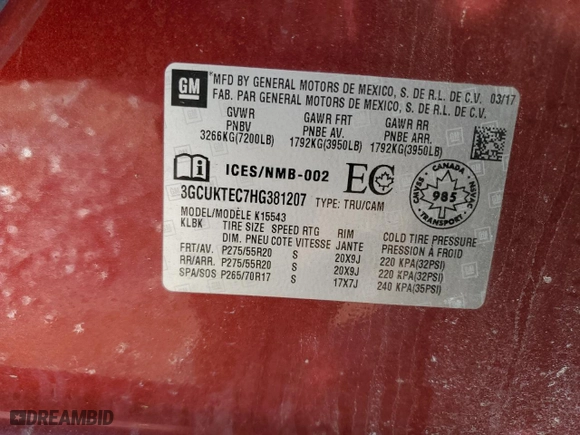 GM
MFD BY GENERAL MOTORS DE MEXICO, S. DE R.L. DE C.V. 03/17
FAB. PAR GENERAL MOTORS DE MEXICO, S. DE R.L. DE C.V.
GVWR GAWR FRT GAWR RR
PNBV PNBE AV. PNBE ARR.
3266KG(7200LB) 1792KG(3950LB) 1792KG(3950LB)
ICES/NMB-002 EC
3GCUKTEC7HG381207 TYPE: TRU/CAM
CANADA
985
TRANSPORT
CMVSS
NSVAC
MODEL/MODÈLE K15543
KLBK TIRE SIZE SPEED RTG RIM COLD TIRE PRESSURE
DIM. PNEU COTE VITESSE JANTE PRESSION À FROID
FRT/AV. P275/55R20 S 20X9J 220 KPA(32PSI)
RR/ARR. P275/55R20 S 20X9J 220 KPA(32PSI)
SPA/SOS P265/70R17 S 17X7J 240 KPA(35PSI)
DREAMBID